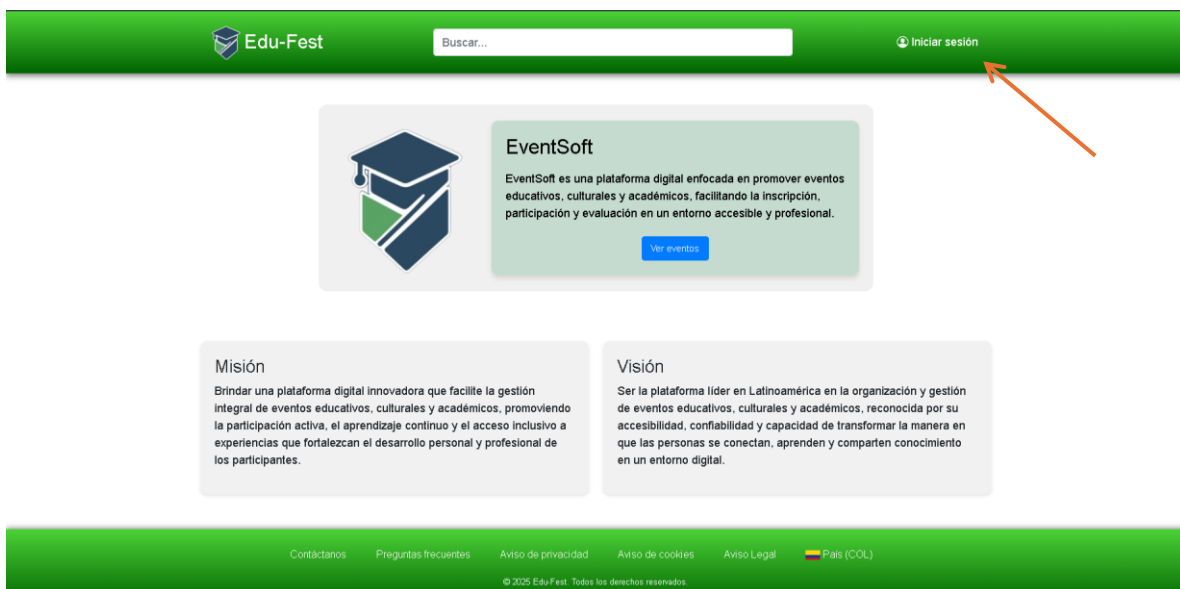 Edu-Fest
Buscar...
Iniciar sesión
EventSoft
EventSoft es una plataforma digital enfocada en promover eventos
educativos, culturales y académicos, facilitando la inscripción,
participación y evaluación en un entorno accesible y profesional.
Ver eventos
Misión
Brindar una plataforma digital innovadora que facilite la gestión
integral de eventos educativos, culturales y académicos, promoviendo
la participación activa, el aprendizaje continuo y el acceso inclusivo a
experiencias que fortalezcan el desarrollo personal y profesional de
los participantes.
Visión
Ser la plataforma líder en Latinoamérica en la organización y gestión
de eventos educativos, culturales y académicos, reconocida por su
accesibilidad, confiabilidad y capacidad de transformar la manera en
que las personas se conectan, aprenden y comparten conocimiento
en un entorno digital.
Contáctanos Preguntas frecuentes Aviso de privacidad Aviso de cookies Aviso Legal País (COL)
© 2025 Edu-Fest. Todos los derechos reservados.